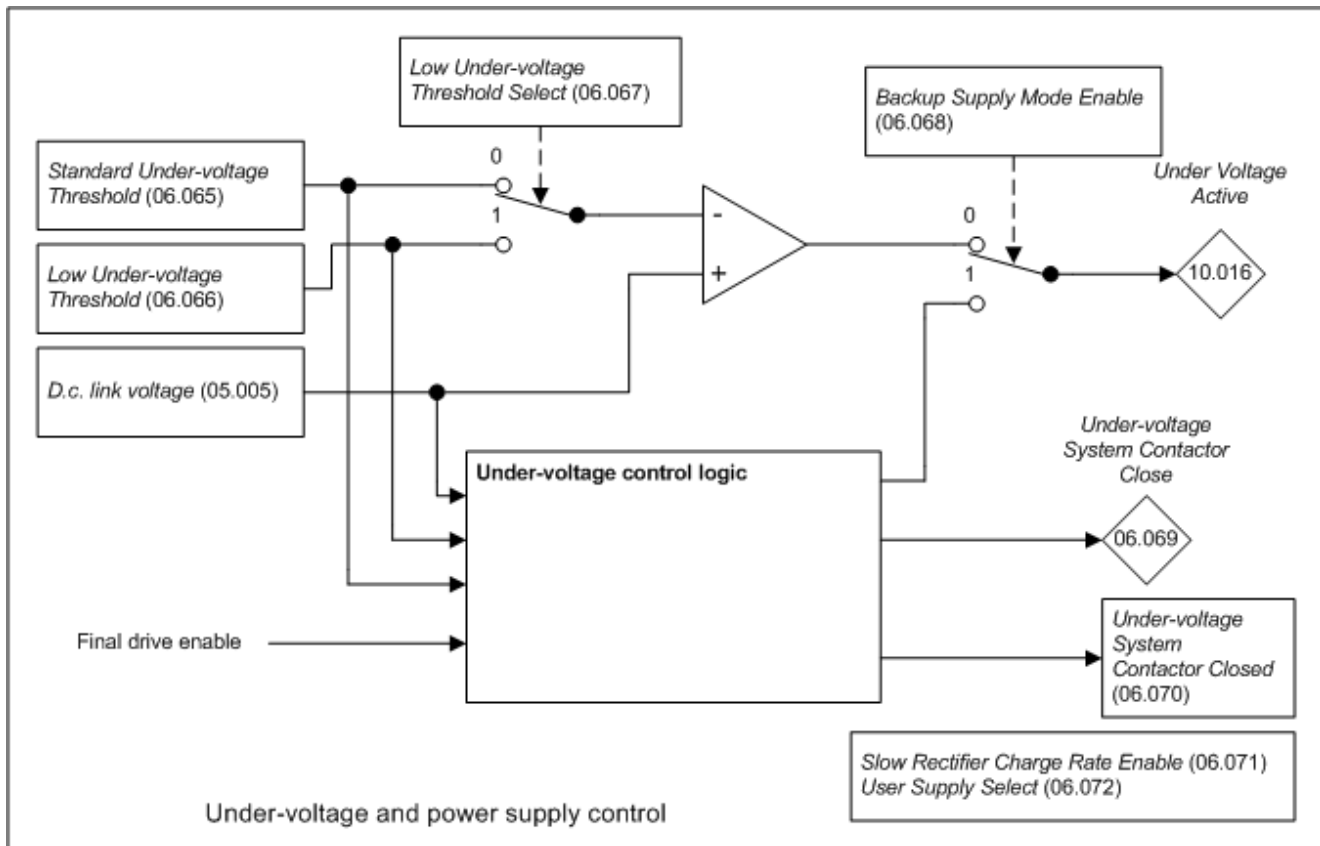 Low Under-voltage
Threshold Select (06.067)
Backup Supply Mode Enable
(06.068)
Standard Under-voltage
Threshold (06.065)
0
1
Under Voltage
Active
-
+
0
1
10.016
Low Under-voltage
Threshold (06.066)
D.c. link voltage (05.005)
Under-voltage
System Contactor
Close
Under-voltage control logic
06.069
Final drive enable
Under-voltage
System
Contactor Closed
(06.070)
Slow Rectifier Charge Rate Enable (06.071)
User Supply Select (06.072)
Under-voltage and power supply control